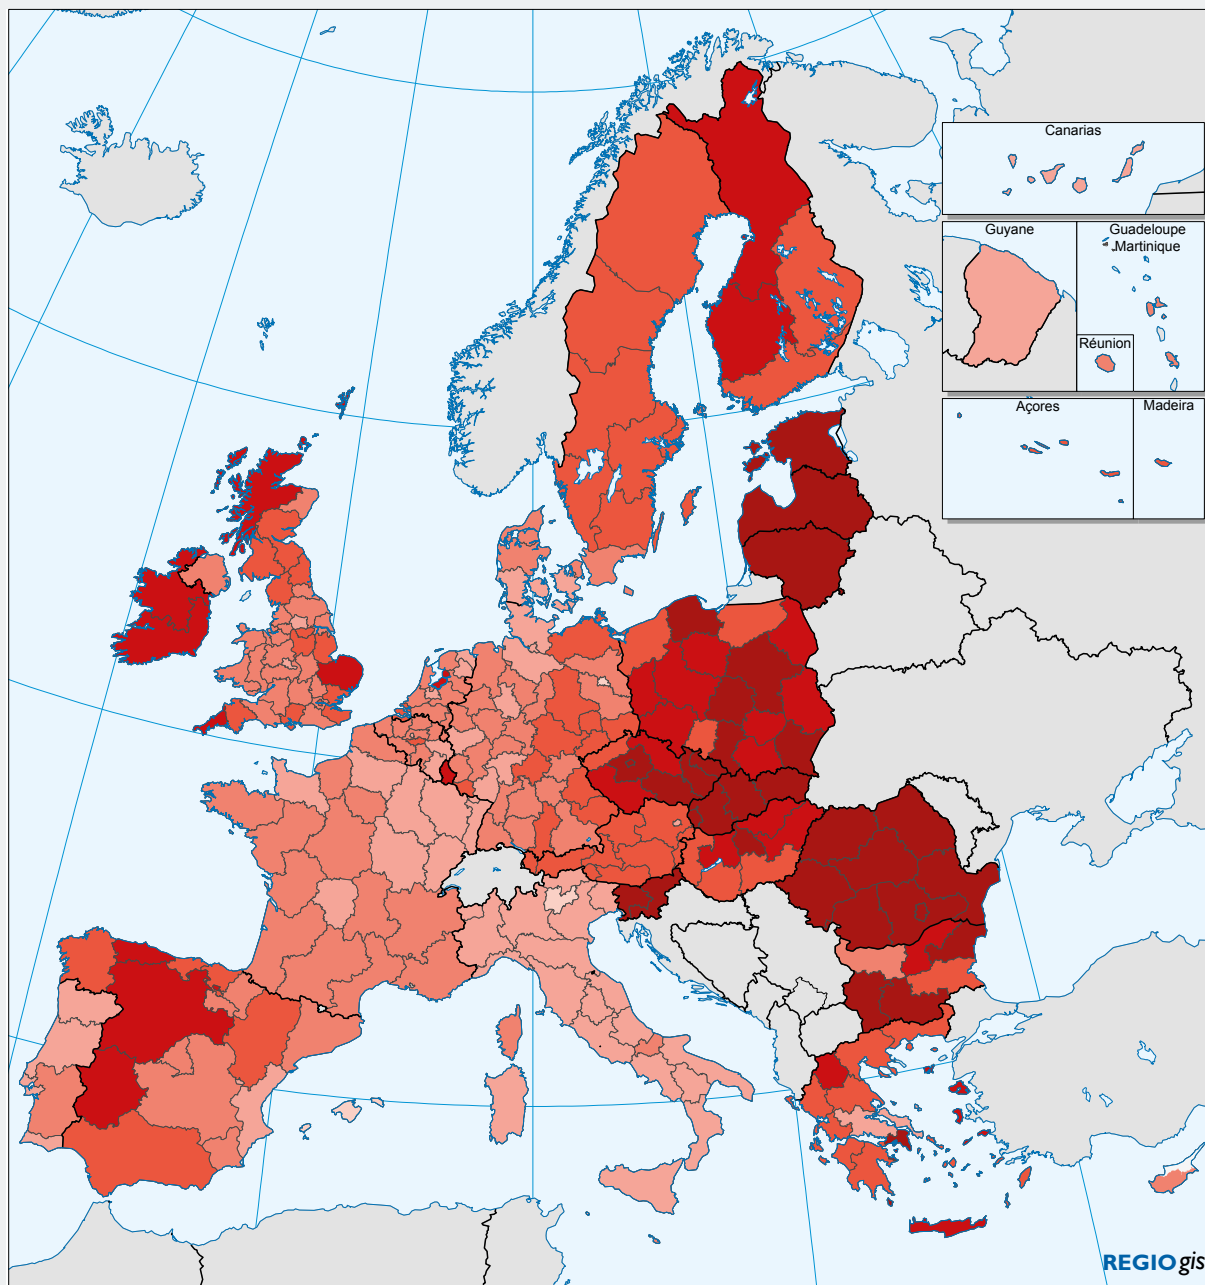 Canarias
Guyane
Guadeloupe
Martinique
Réunion
Açores
Madeira
REGIOgis